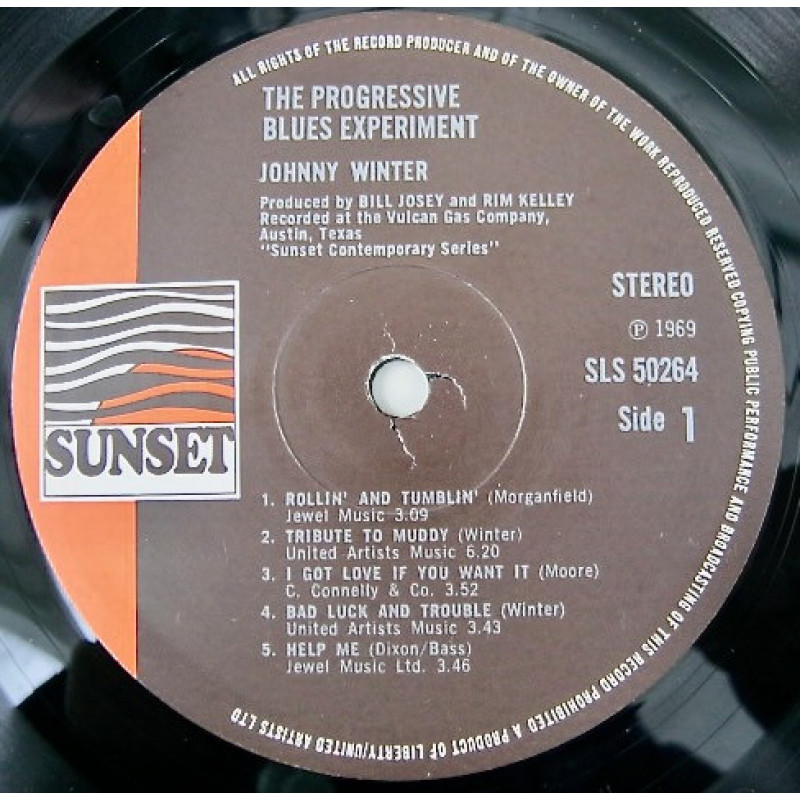 ALL RIGHTS OF THE RECORD PRODUCER AND OF THE OWNER OF THE WORK REPRODUCED RESERVED COPYING PUBLIC PERFORMANCE AND BROADCASTING OF THIS RECORD PROHIBITED A PRODUCT OF LIBERTY/UNITED ARTISTS LTD
THE PROGRESSIVE
BLUES EXPERIMENT
JOHNNY WINTER
Produced by BILL JOSEY and RIM KELLEY
Recorded at the Vulcan Gas Company,
Austin, Texas
"Sunset Contemporary Series"
STEREO
Ⓟ 1969
SLS 50264
Side 1
SUNSET
1. ROLLIN' AND TUMBLIN' (Morganfield)
Jewel Music 3.09
2. TRIBUTE TO MUDDY (Winter)
United Artists Music 6.20
3. I GOT LOVE IF YOU WANT IT (Moore)
C. Connelly & Co. 3.52
4. BAD LUCK AND TROUBLE (Winter)
United Artists Music 3.43
5. HELP ME (Dixon/Bass)
Jewel Music Ltd. 3.46